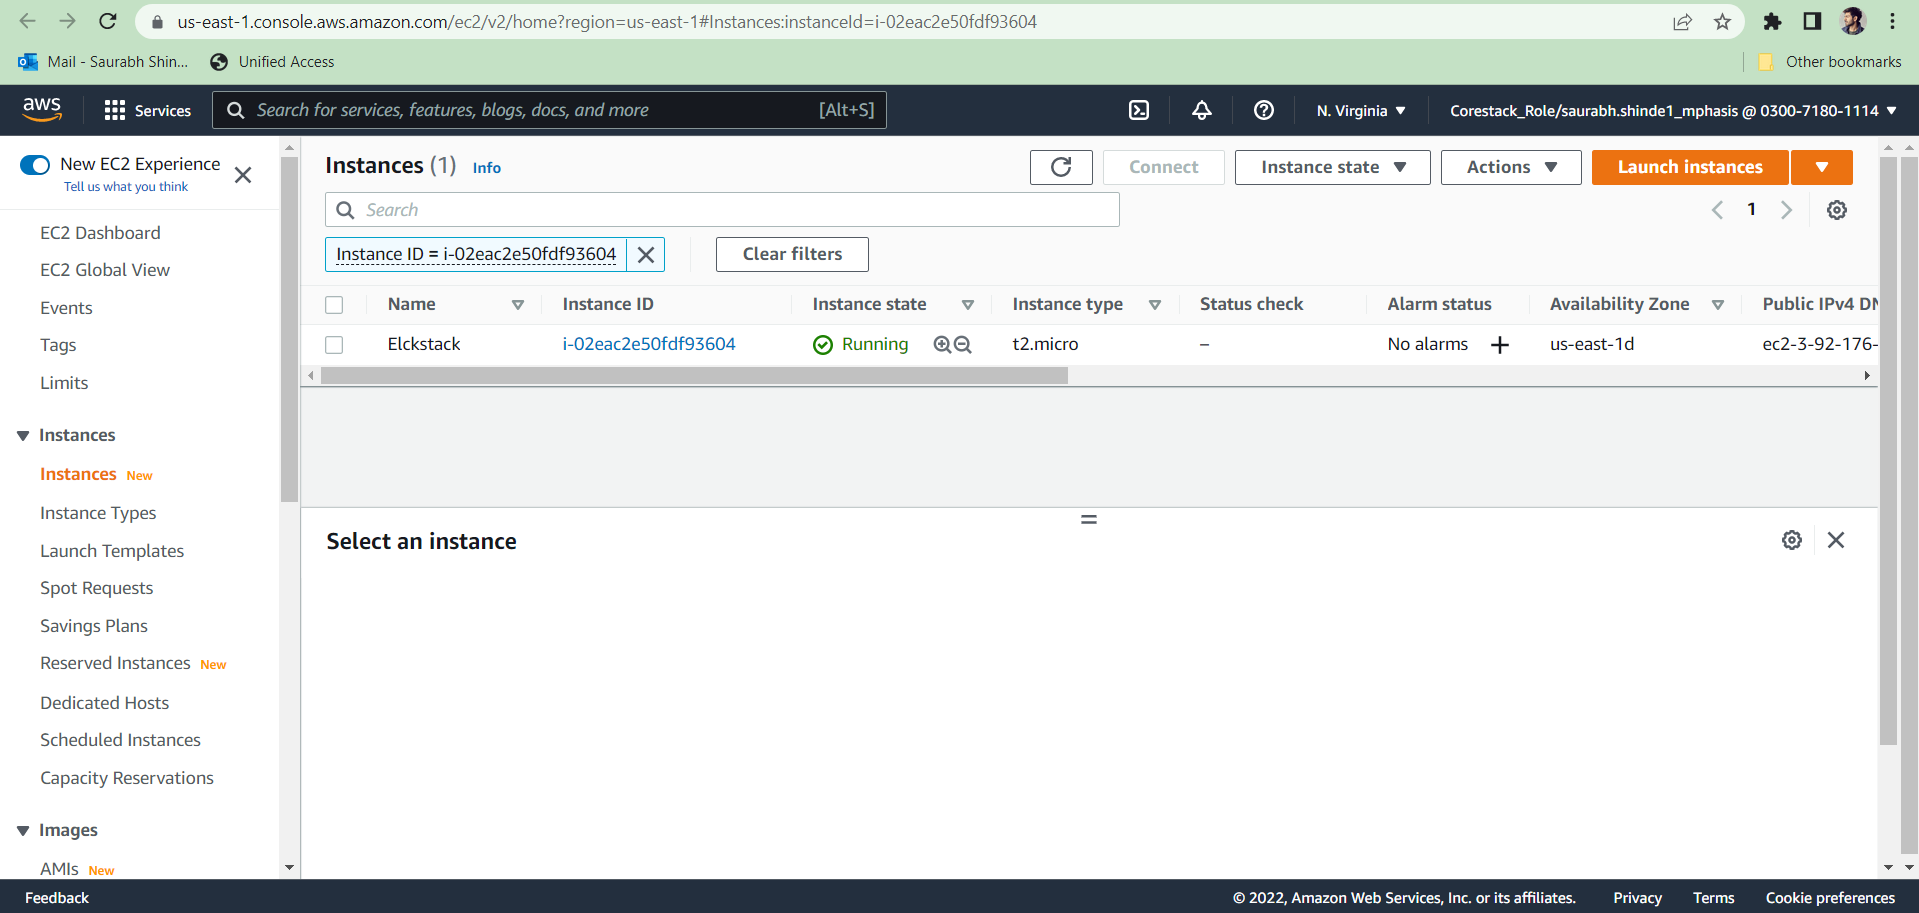 us-east-1.console.aws.amazon.com/ec2/v2/home?region=us-east-1#Instances:instanceId=i-02eac2e50fdf93604
Mail - Saurabh Shin... Unified Access Other bookmarks
aws Services Search for services, features, blogs, docs, and more [Alt+S] N. Virginia Corestack_Role/saurabh.shinde1_mphasis @ 0300-7180-1114
New EC2 Experience
Tell us what you think
EC2 Dashboard
EC2 Global View
Events
Tags
Limits
Instances
Instances New
Instance Types
Launch Templates
Spot Requests
Savings Plans
Reserved Instances New
Dedicated Hosts
Scheduled Instances
Capacity Reservations
Images
AMIs New
Instances (1) Info Connect Instance state Actions Launch instances
Search 1
Instance ID = i-02eac2e50fdf93604 Clear filters
Name Instance ID Instance state Instance type Status check Alarm status Availability Zone Public IPv4 DN
Elckstack i-02eac2e50fdf93604 Running t2.micro – No alarms us-east-1d ec2-3-92-176-
Select an instance
Feedback © 2022, Amazon Web Services, Inc. or its affiliates. Privacy Terms Cookie preferences